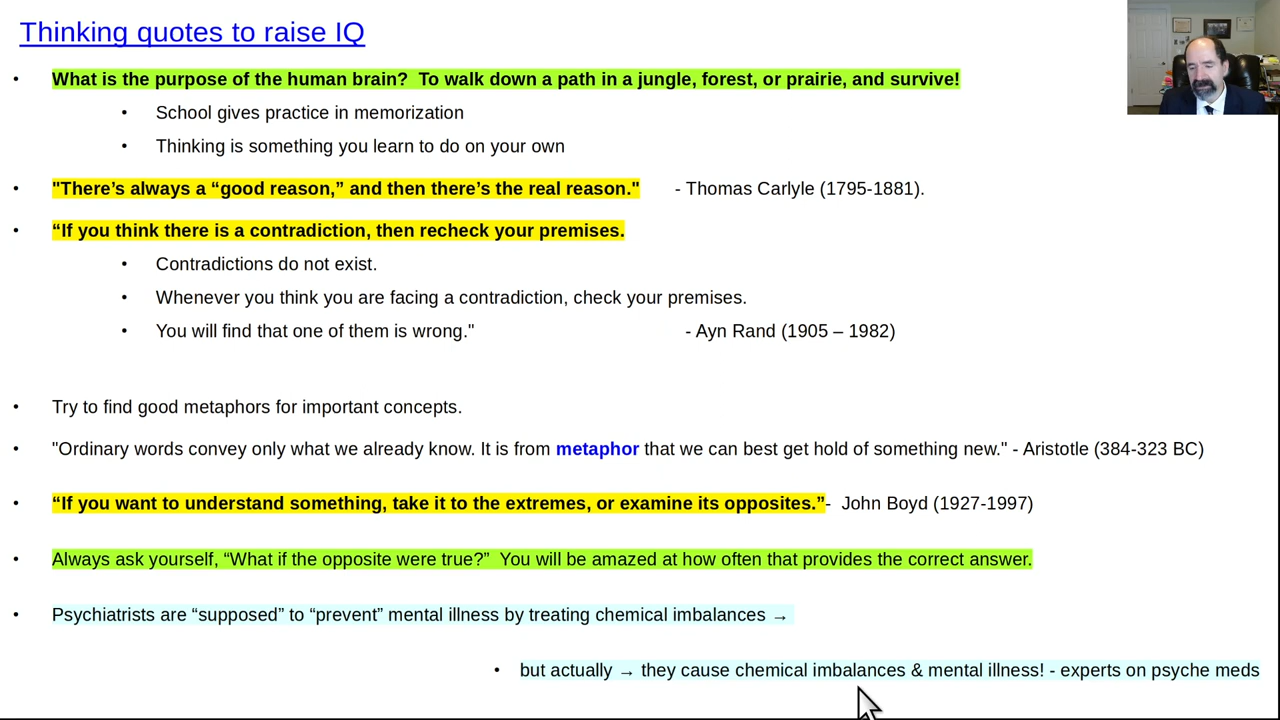 Thinking quotes to raise IQ
• What is the purpose of the human brain?  To walk down a path in a jungle, forest, or prairie, and survive!
• School gives practice in memorization
• Thinking is something you learn to do on your own
• "There’s always a “good reason,” and then there’s the real reason." - Thomas Carlyle (1795-1881).
• “If you think there is a contradiction, then recheck your premises.
• Contradictions do not exist.
• Whenever you think you are facing a contradiction, check your premises.
• You will find that one of them is wrong." - Ayn Rand (1905 – 1982)
• Try to find good metaphors for important concepts.
• "Ordinary words convey only what we already know. It is from metaphor that we can best get hold of something new." - Aristotle (384-323 BC)
• “If you want to understand something, take it to the extremes, or examine its opposites.”-  John Boyd (1927-1997)
• Always ask yourself, “What if the opposite were true?”  You will be amazed at how often that provides the correct answer.
• Psychiatrists are “supposed” to “prevent” mental illness by treating chemical imbalances →
• but actually → they cause chemical imbalances & mental illness! - experts on psyche meds